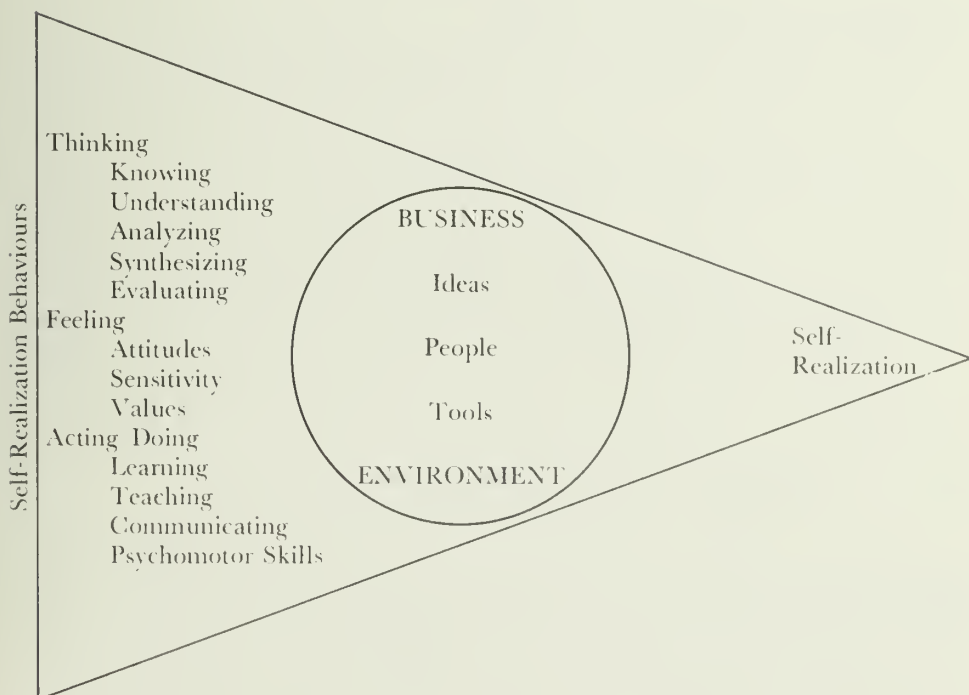 Self-Realization Behaviours
Thinking
Knowing
Understanding
Analyzing
Synthesizing
Evaluating
Feeling
Attitudes
Sensitivity
Values
Acting Doing
Learning
Teaching
Communicating
Psychomotor Skills
BUSINESS
Ideas
People
Tools
ENVIRONMENT
Self-
Realization